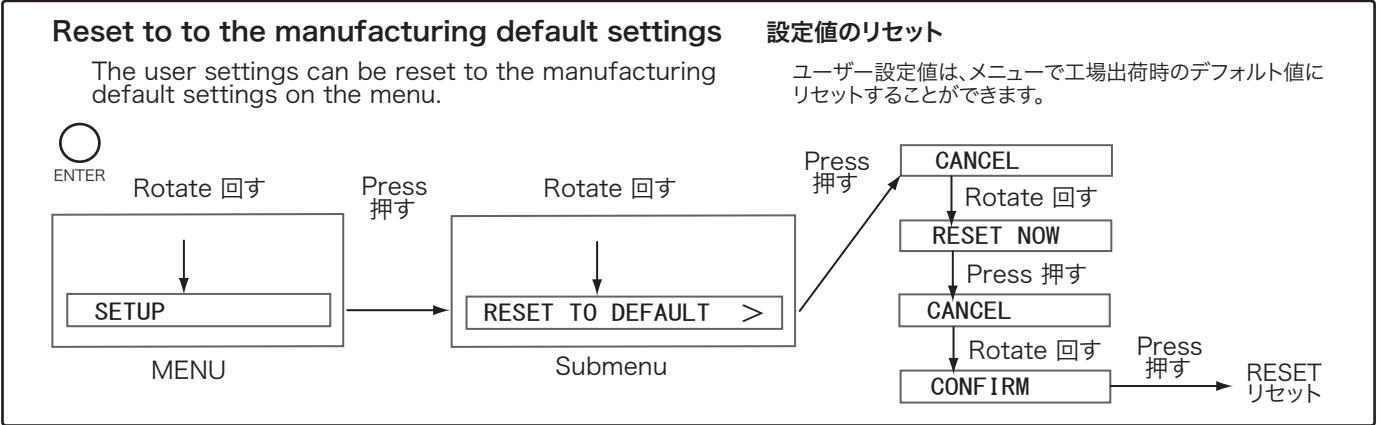 Reset to to the manufacturing default settings
設定値のリセット
The user settings can be reset to the manufacturing
default settings on the menu.
ユーザー設定値は、メニューで工場出荷時のデフォルト値に
リセットすることができます。
ENTER
Rotate 回す
SETUP
MENU
Press
押す
Rotate 回す
RESET TO DEFAULT >
Submenu
Press
押す
CANCEL
Rotate 回す
RESET NOW
Press 押す
CANCEL
Rotate 回す
CONFIRM
Press
押す
RESET
リセット